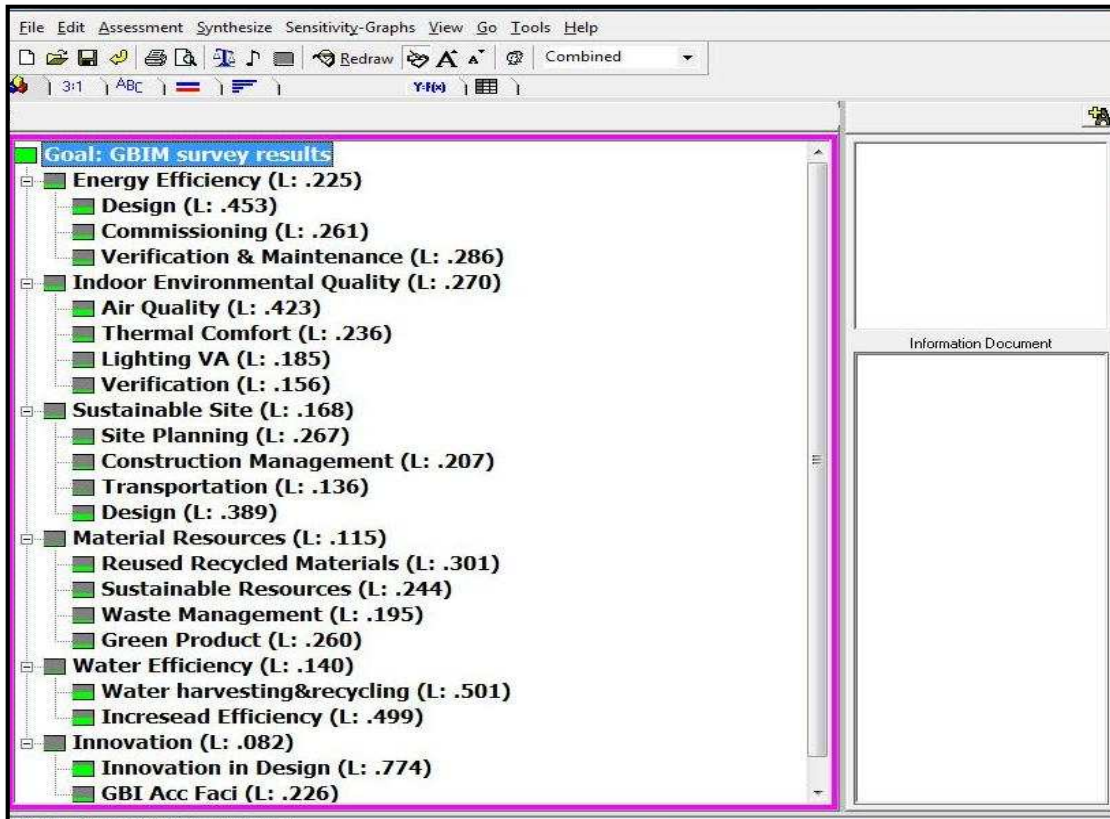 File Edit Assessment Synthesize Sensitivity-Graphs View Go Tools Help
Redraw A A Combined
3:1 ABC Y=F(x)
Goal: GBIM survey results
Energy Efficiency (L: .225)
Design (L: .453)
Commissioning (L: .261)
Verification & Maintenance (L: .286)
Indoor Environmental Quality (L: .270)
Air Quality (L: .423)
Thermal Comfort (L: .236)
Lighting VA (L: .185)
Verification (L: .156)
Information Document
Sustainable Site (L: .168)
Site Planning (L: .267)
Construction Management (L: .207)
Transportation (L: .136)
Design (L: .389)
Material Resources (L: .115)
Reused Recycled Materials (L: .301)
Sustainable Resources (L: .244)
Waste Management (L: .195)
Green Product (L: .260)
Water Efficiency (L: .140)
Water harvesting&recycling (L: .501)
Incresead Efficiency (L: .499)
Innovation (L: .082)
Innovation in Design (L: .774)
GBI Acc Faci (L: .226)